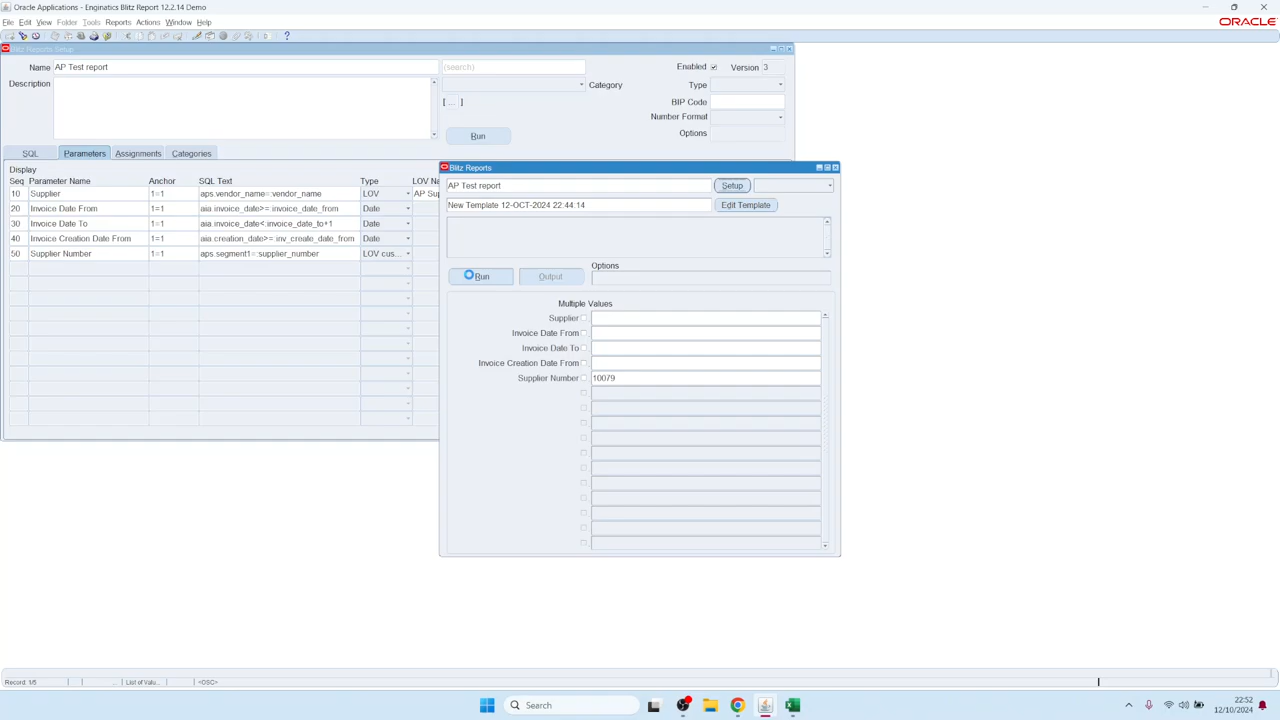 Oracle Applications - Enginatics Blitz Report 12.2.14 Demo
File Edit View Folder Tools Reports Actions Window Help
ORACLE
Blitz Reports Setup
Name AP Test report (search) Enabled Version 3
Description Category Type
[ ... ] BIP Code
Number Format
Run Options
SQL Parameters Assignments Categories
Display
Seq Parameter Name Anchor SQL Text Type LOV Na
10 Supplier 1=1 aps.vendor_name=:vendor_name LOV AP Sup
20 Invoice Date From 1=1 aia.invoice_date>=:invoice_date_from Date
30 Invoice Date To 1=1 aia.invoice_date<:invoice_date_to+1 Date
40 Invoice Creation Date From 1=1 aia.creation_date>=:inv_create_date_from Date
50 Supplier Number 1=1 aps.segment1=:supplier_number LOV cus...
Blitz Reports
AP Test report Setup
New Template 12-OCT-2024 22:44:14 Edit Template
Run Output Options
Multiple Values
Supplier
Invoice Date From
Invoice Date To
Invoice Creation Date From
Supplier Number 10079
Record: 1/5 ... List of Valu... <OSC>
Search
22:52
12/10/2024